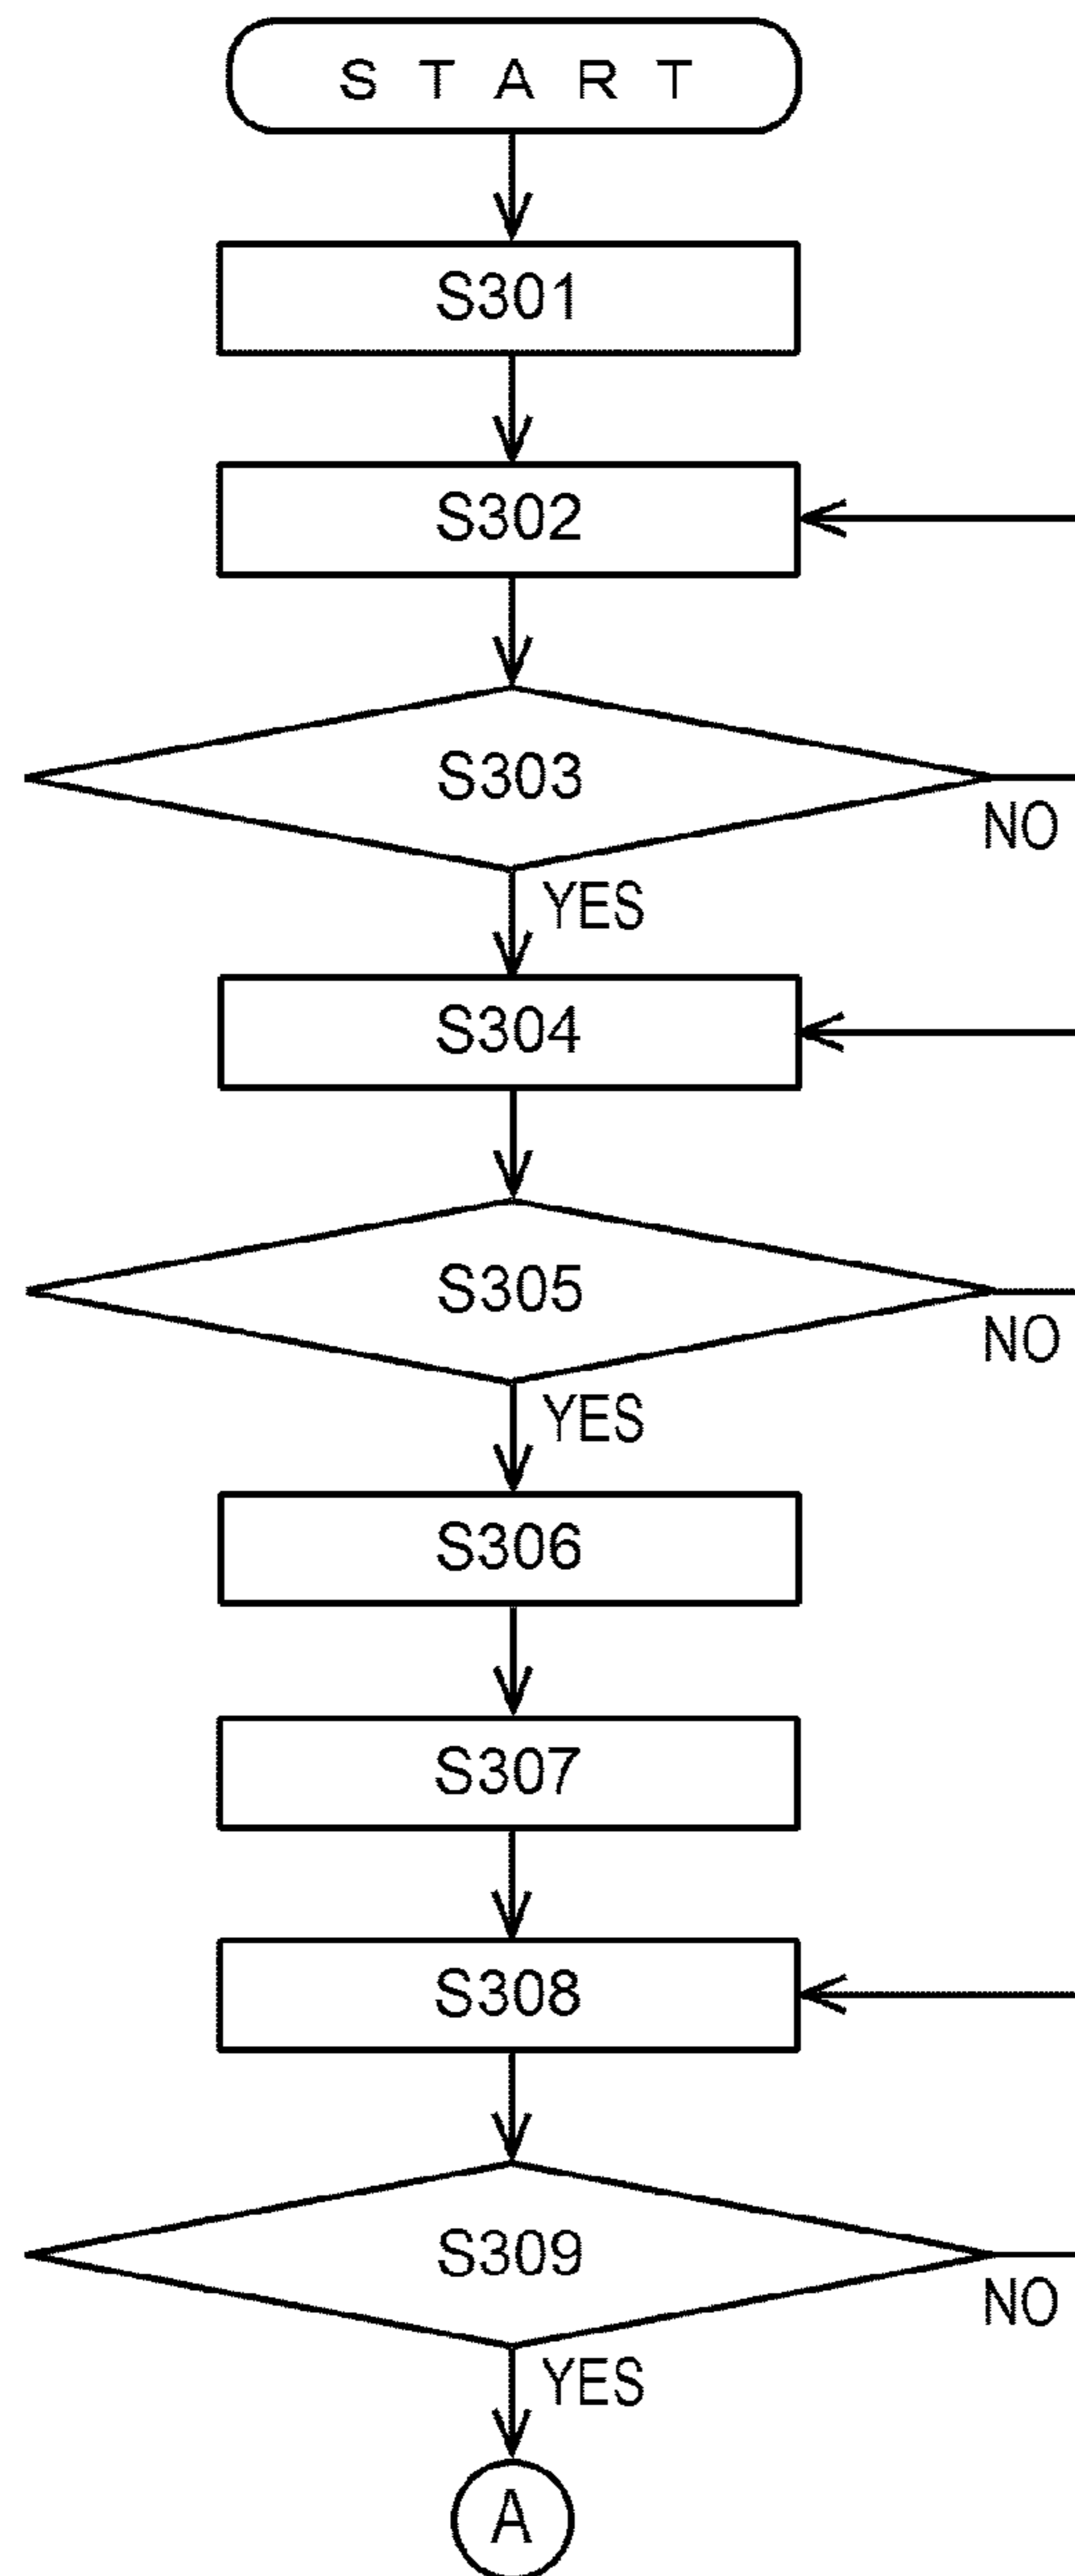 START
S301
S302
S303
NO
YES
S304
S305
NO
YES
S306
S307
S308
S309
NO
YES
A